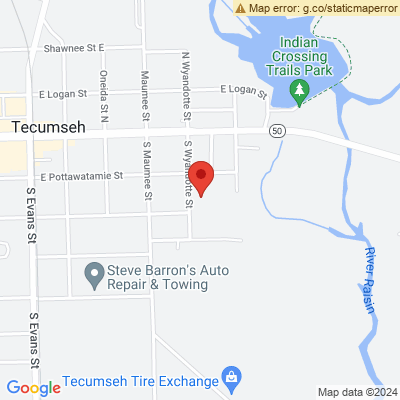 Map error: g.co/staticmaperror
Shawnee St E
Indian
Crossing
Trails Park
Oneida St N
Maumee St
N Wyandotte St
E Logan St
E Logan St
Tecumseh
50
S Maumee St
S Wyandotte St
E Pottawatamie St
S Evans St
River Raisin
Steve Barron's Auto
Repair & Towing
S Evans St
Tecumseh Tire Exchange
Google
Map data ©2024